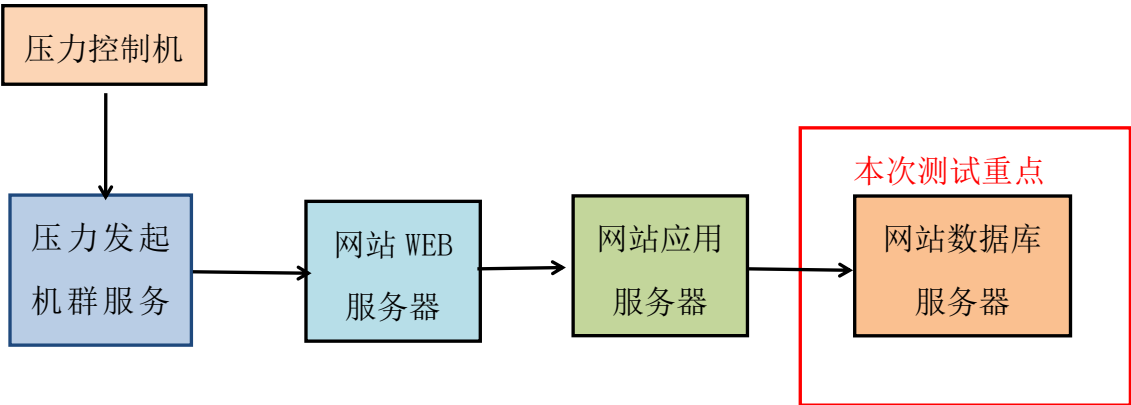 压力控制机
本次测试重点
压力发起
机群服务
网站 WEB
服务器
网站应用
服务器
网站数据库
服务器